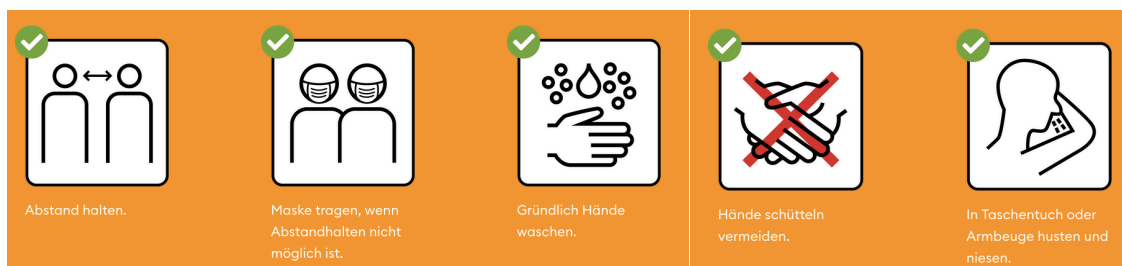 Abstand halten.
Maske tragen, wenn
Abstandhalten nicht
möglich ist.
Gründlich Hände
waschen.
Hände schütteln
vermeiden.
In Taschentuch oder
Armbeuge husten und
niesen.